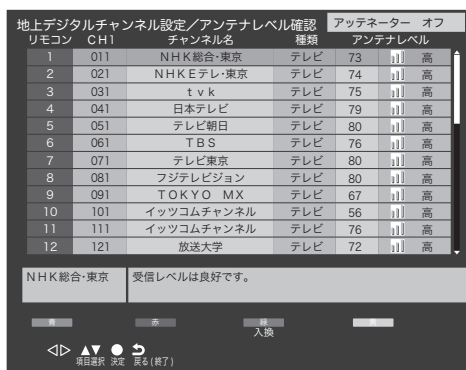 地上デジタルチャンネル設定／アンテナレベル確認 アッテネーター オフ
リモコン CH1 チャンネル名 種類 アンテナレベル
1 011 ＮＨＫ総合・東京 テレビ 73 高
2 021 ＮＨＫＥテレ・東京 テレビ 74 高
3 031 ｔｖｋ テレビ 75 高
4 041 日本テレビ テレビ 79 高
5 051 テレビ朝日 テレビ 80 高
6 061 ＴＢＳ テレビ 76 高
7 071 テレビ東京 テレビ 80 高
8 081 フジテレビジョン テレビ 80 高
9 091 ＴＯＫＹＯ ＭＸ テレビ 67 高
10 101 イッツコムチャンネル テレビ 56 高
11 111 イッツコムチャンネル テレビ 76 高
12 121 放送大学 テレビ 72 高
ＮＨＫ総合・東京 受信レベルは良好です。
青 赤 緑 黄
入換
項目選択 決定 戻る(終了)